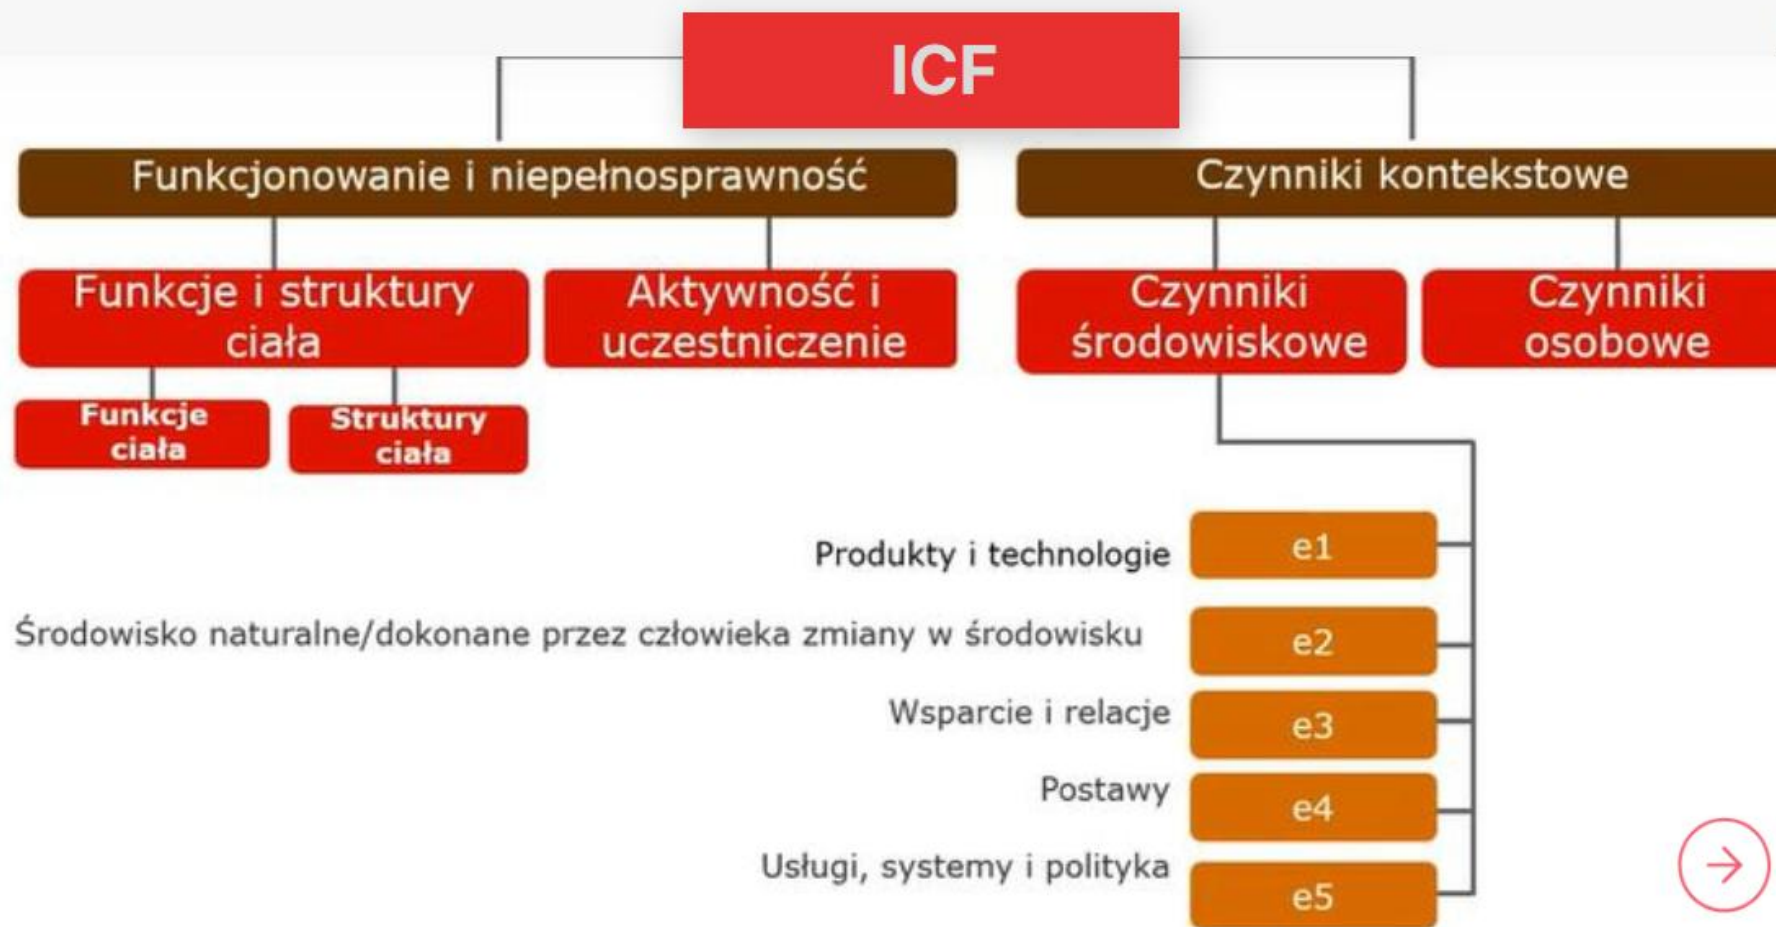 ICF
Funkcjonowanie i niepełnosprawność
Czynniki kontekstowe
Funkcje i struktury
ciała
Aktywność i
uczestniczenie
Czynniki
środowiskowe
Czynniki
osobowe
Funkcje
ciała
Struktury
ciała
Produkty i technologie
e1
Środowisko naturalne/dokonane przez człowieka zmiany w środowisku
e2
Wsparcie i relacje
e3
Postawy
e4
Usługi, systemy i polityka
e5